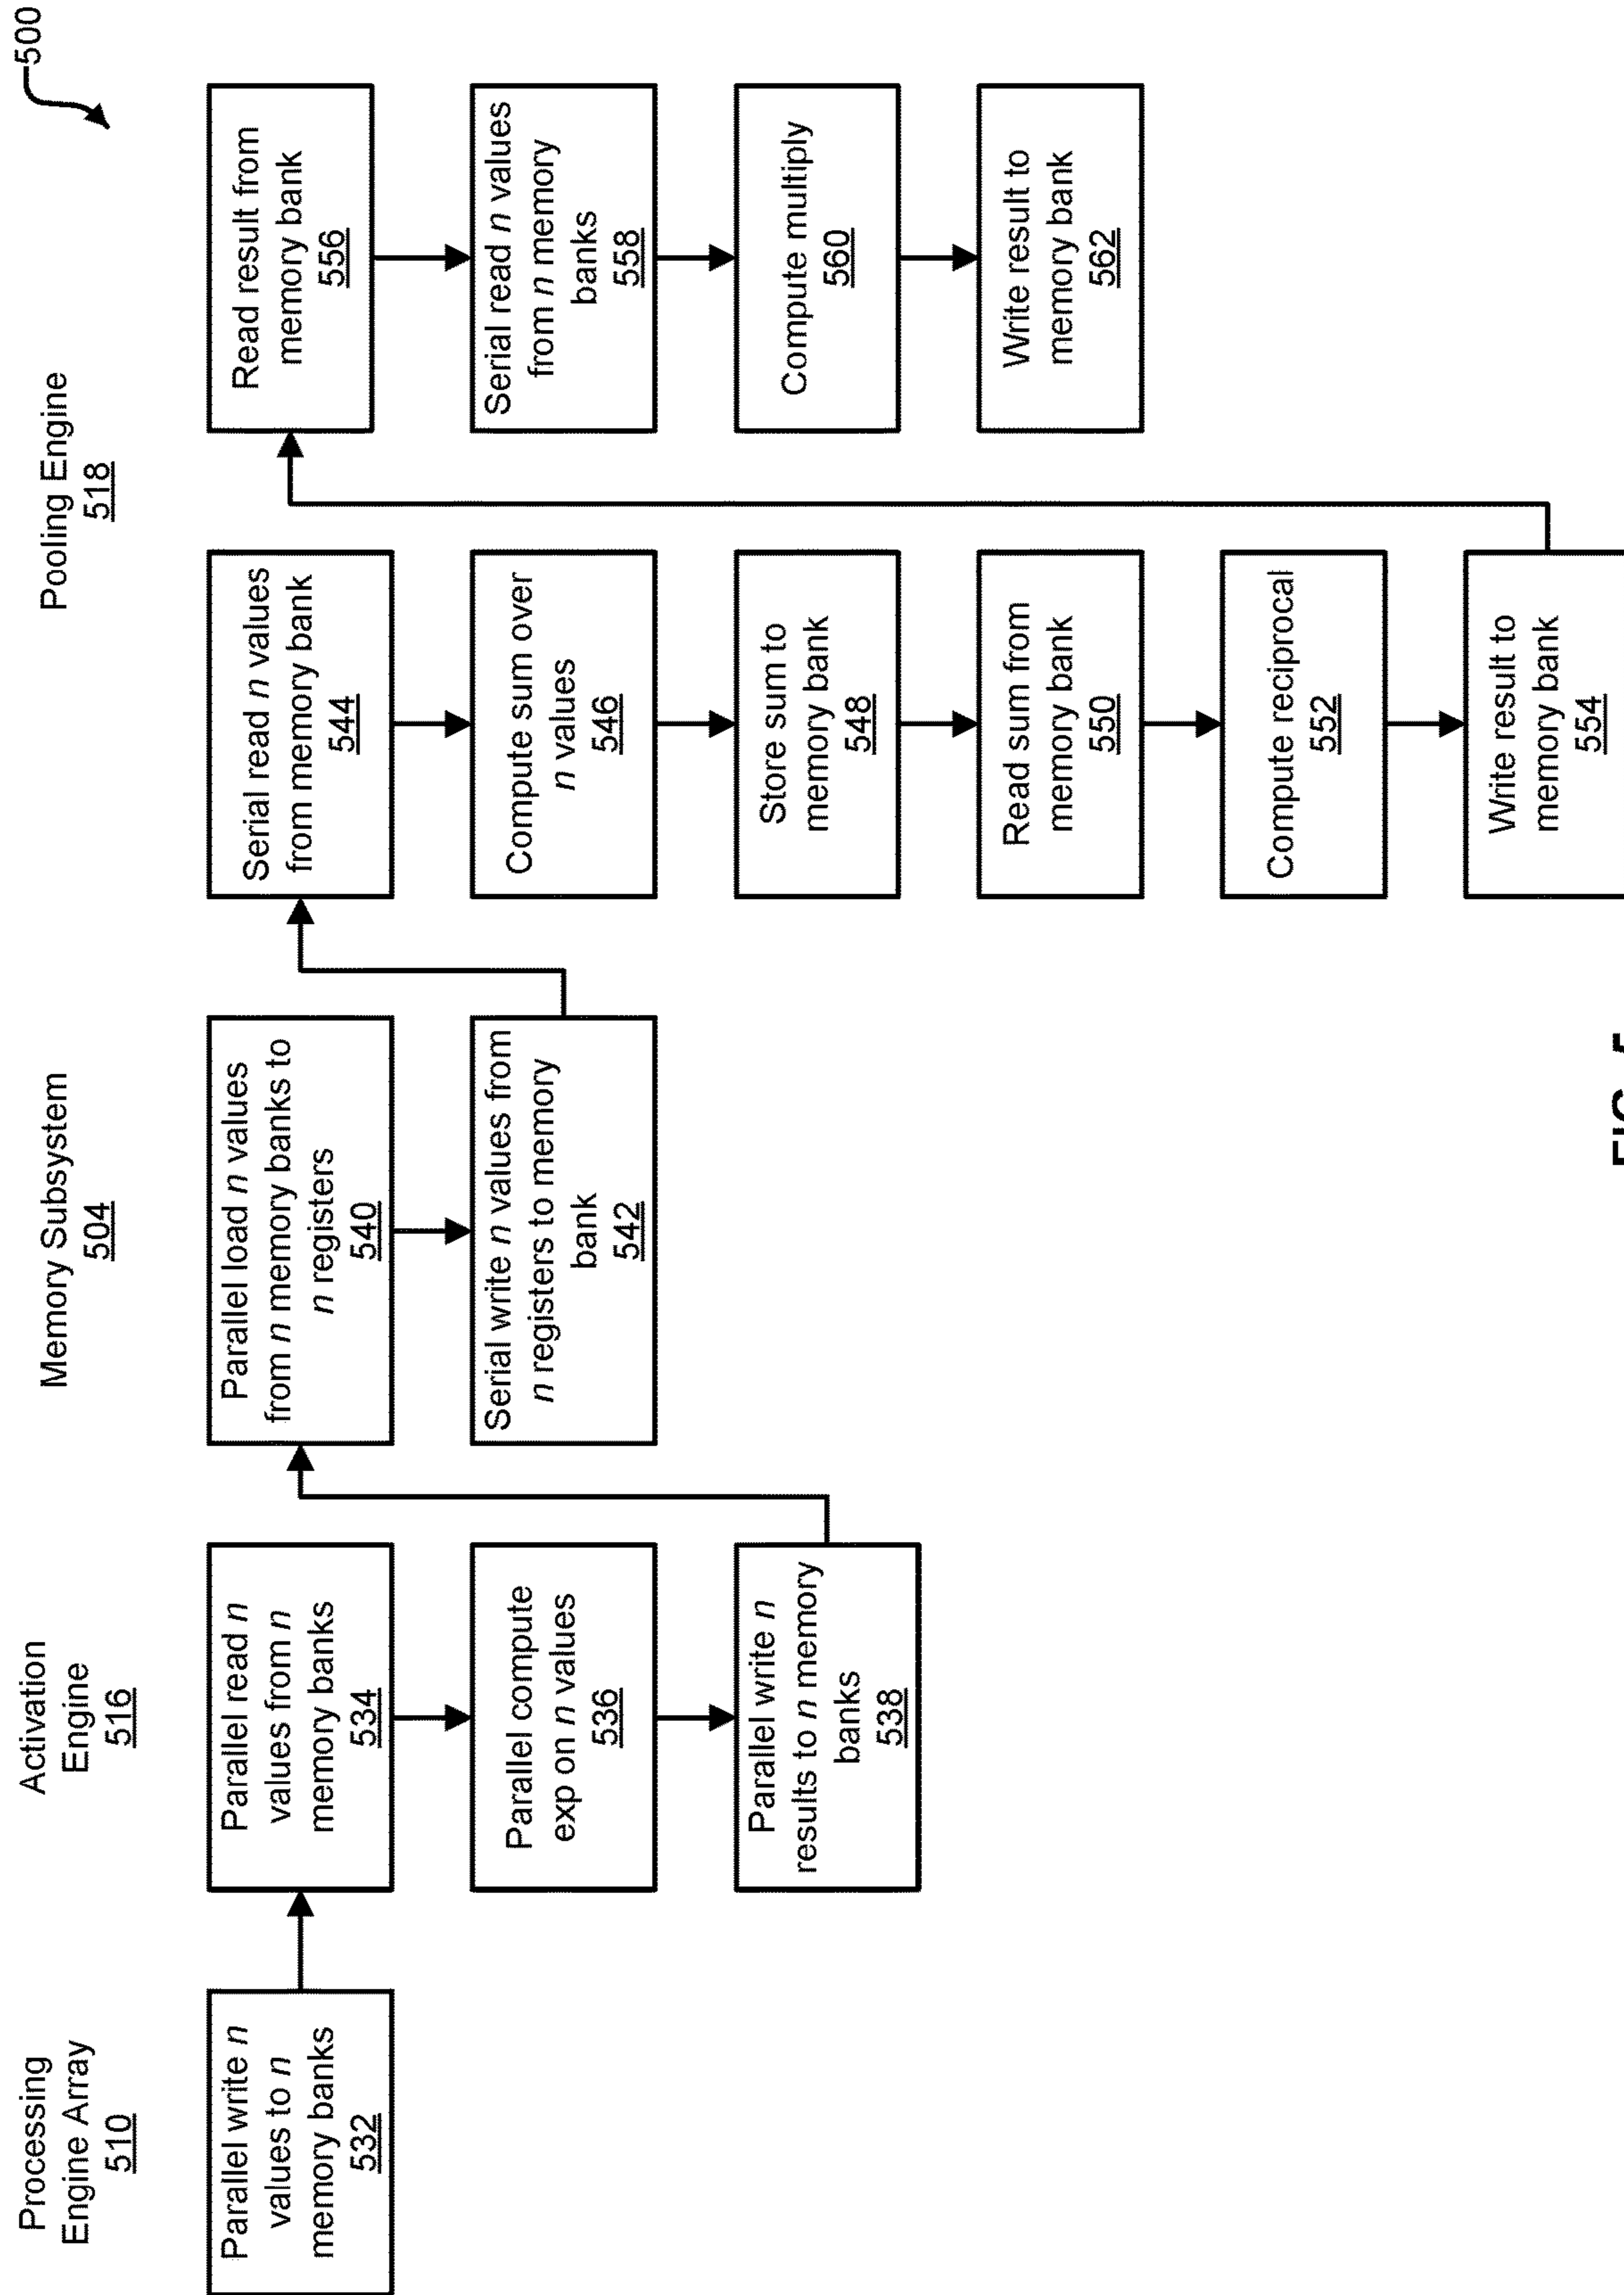 500
Processing
Engine Array
510
Activation
Engine
516
Memory Subsystem
504
Pooling Engine
518
Parallel write n
values to n
memory banks
532
Parallel read n
values from n
memory banks
534
Parallel compute
exp on n values
536
Parallel write n
results to n memory
banks
538
Parallel load n values
from n memory banks to
n registers
540
Serial write n values from
n registers to memory
bank
542
Serial read n values
from memory bank
544
Compute sum over
n values
546
Store sum to
memory bank
548
Read sum from
memory bank
550
Compute reciprocal
552
Write result to
memory bank
554
Read result from
memory bank
556
Serial read n values
from n memory
banks
558
Compute multiply
560
Write result to
memory bank
562
FIG. 5